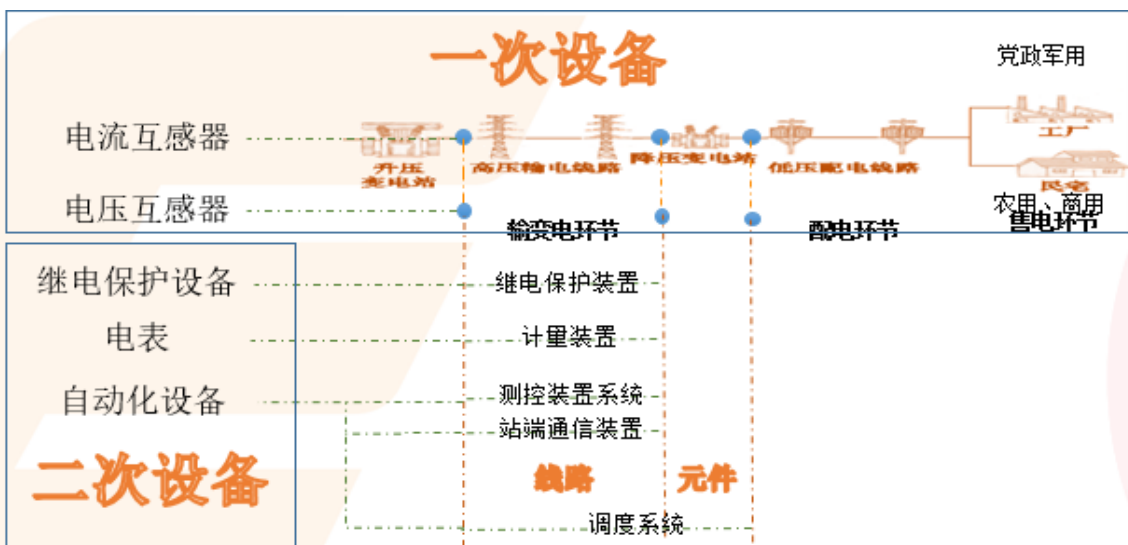 一次设备
党政军用
电流互感器
升压
变电站
高压输电线路
降压变电站
低压配电线路
工厂
民宅
电压互感器
农用、商用
输变电环节
配电环节
售电环节
继电保护设备
继电保护装置
电表
计量装置
自动化设备
测控装置系统
站端通信装置
二次设备
线路
元件
调度系统